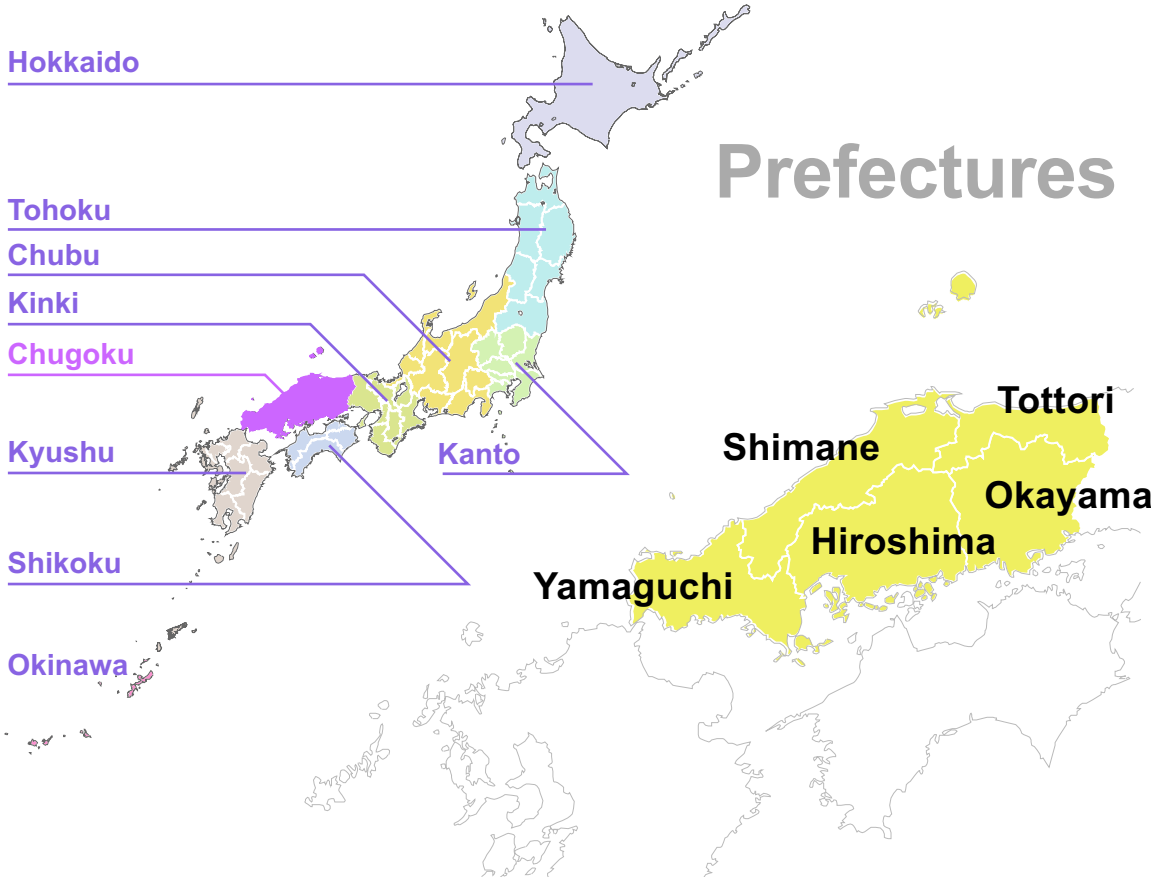 Hokkaido
Prefectures
Tohoku
Chubu
Kinki
Chugoku
Tottori
Shimane
Kyushu
Kanto
Okayama
Hiroshima
Shikoku
Yamaguchi
Okinawa